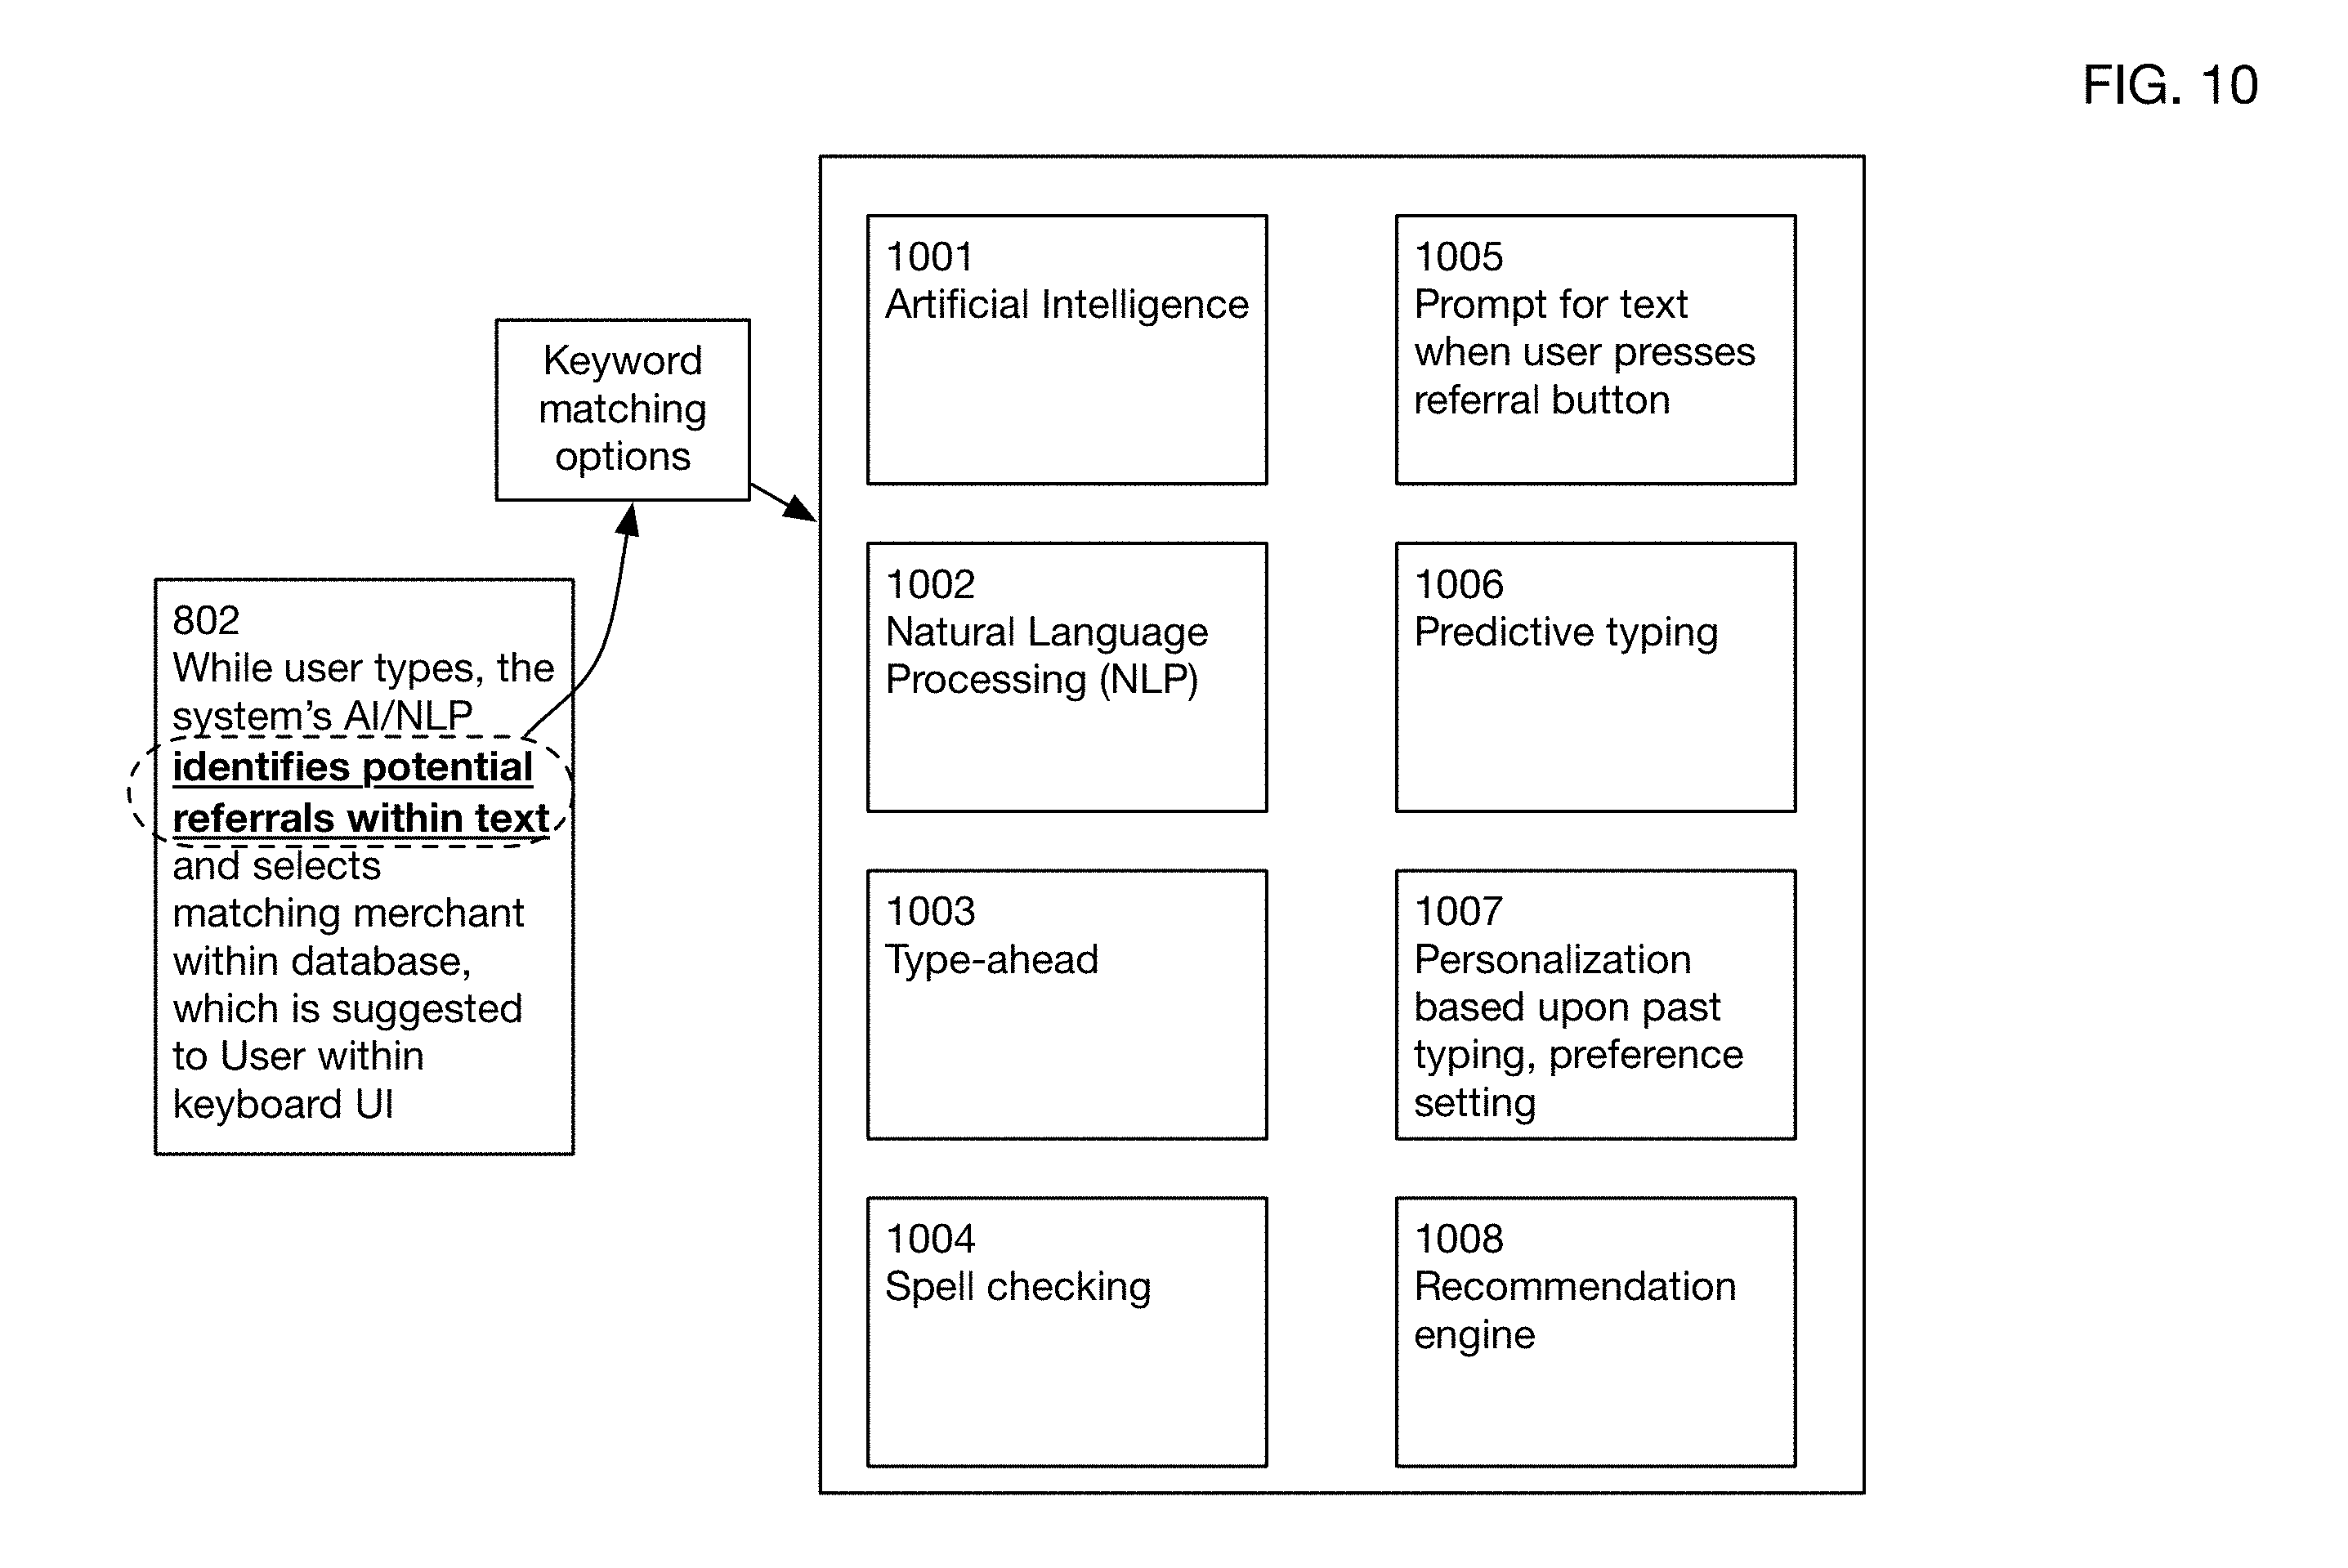 FIG. 10
Keyword
matching
options
802
While user types, the
system’s AI/NLP
identifies potential
referrals within text
and selects
matching merchant
within database,
which is suggested
to User within
keyboard UI
1001
Artificial Intelligence
1002
Natural Language
Processing (NLP)
1003
Type-ahead
1004
Spell checking
1005
Prompt for text
when user presses
referral button
1006
Predictive typing
1007
Personalization
based upon past
typing, preference
setting
1008
Recommendation
engine